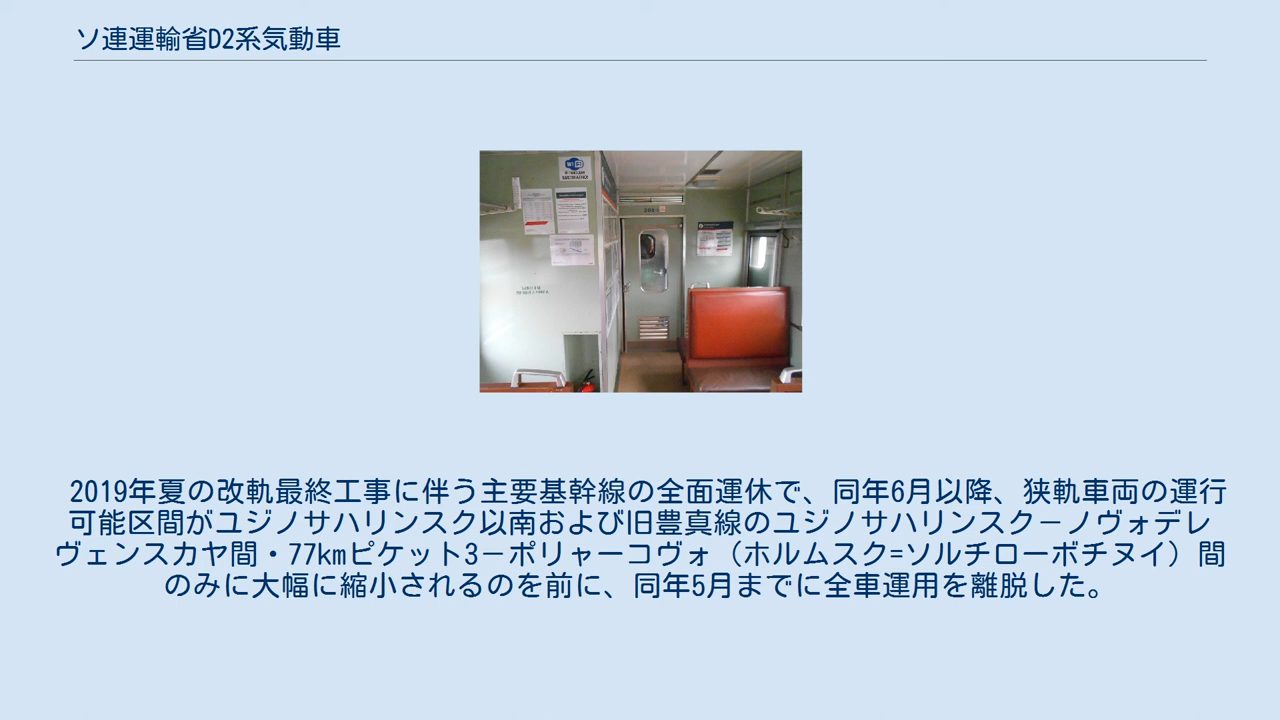 ソ連運輸省D2系気動車
2019年夏の改軌最終工事に伴う主要基幹線の全面運休で、同年6月以降、狭軌車両の運行
可能区間がユジノサハリンスク以南および旧豊真線のユジノサハリンスク－ノヴォデレ
ヴェンスカヤ間・77kmピケット3－ポリャーコヴォ（ホルムスク=ソルチローボチヌイ）間
のみに大幅に縮小されるのを前に、同年5月までに全車運用を離脱した。